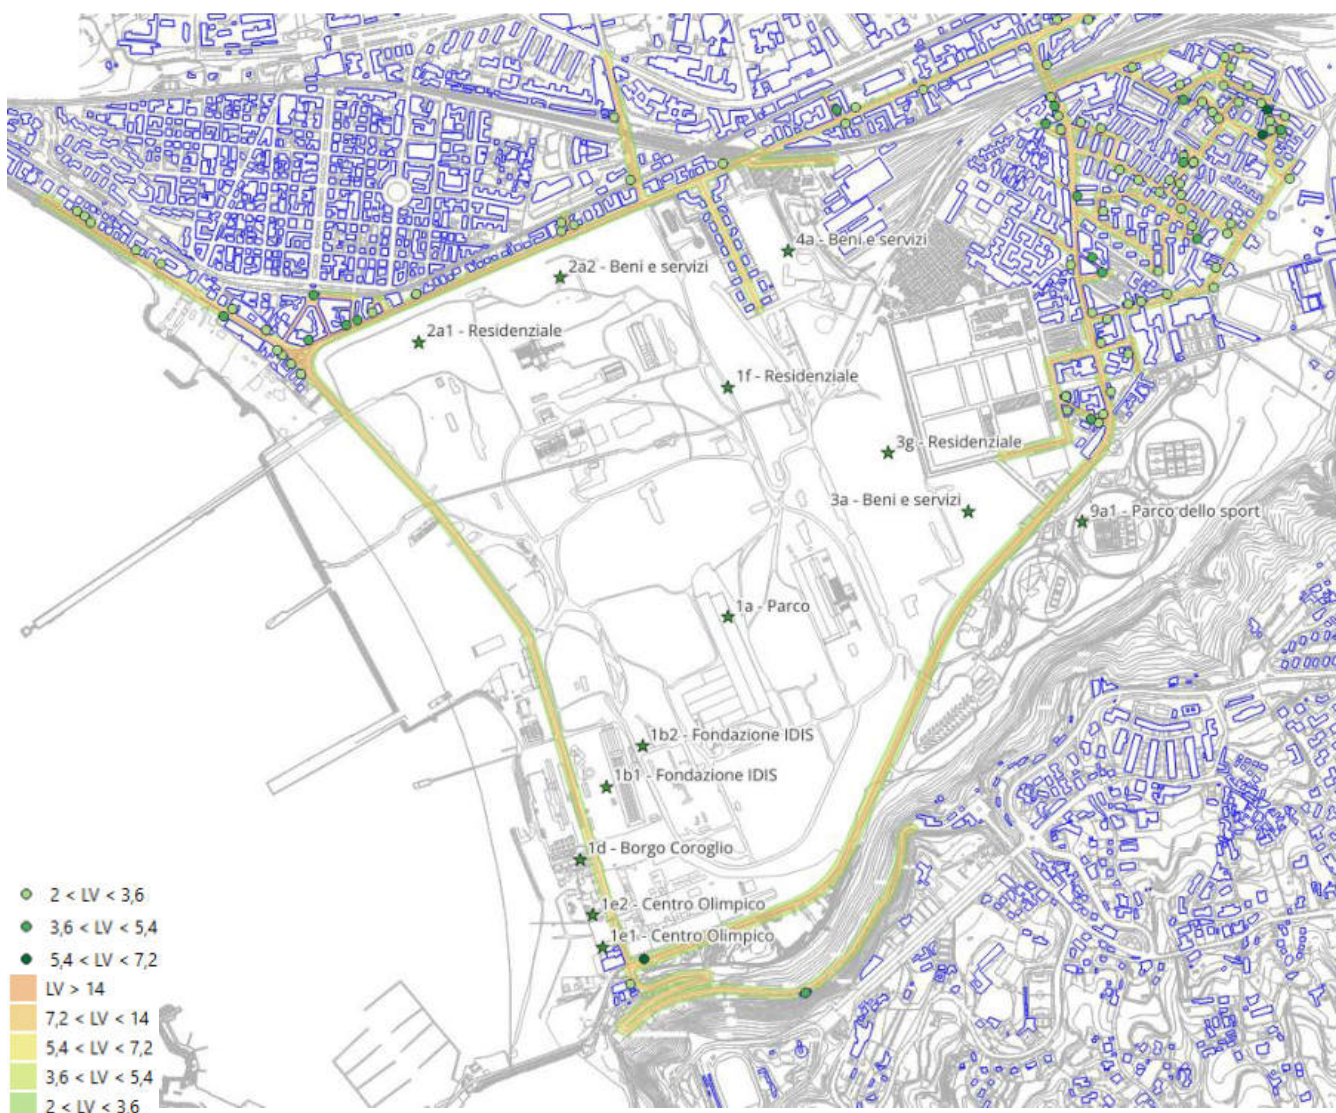 4a - Beni e servizi
2a2 - Beni e servizi
2a1 - Residenziale
1f - Residenziale
3g - Residenziale
3a - Beni e servizi
9a1 - Parco dello sport
1a - Parco
1b2 - Fondazione IDIS
1b1 - Fondazione IDIS
1d - Borgo Coroglio
1e2 - Centro Olimpico
1e1 - Centro Olimpico
2 < LV < 3,6
3,6 < LV < 5,4
5,4 < LV < 7,2
LV > 14
7,2 < LV < 14
5,4 < LV < 7,2
3,6 < LV < 5,4
2 < LV < 3,6